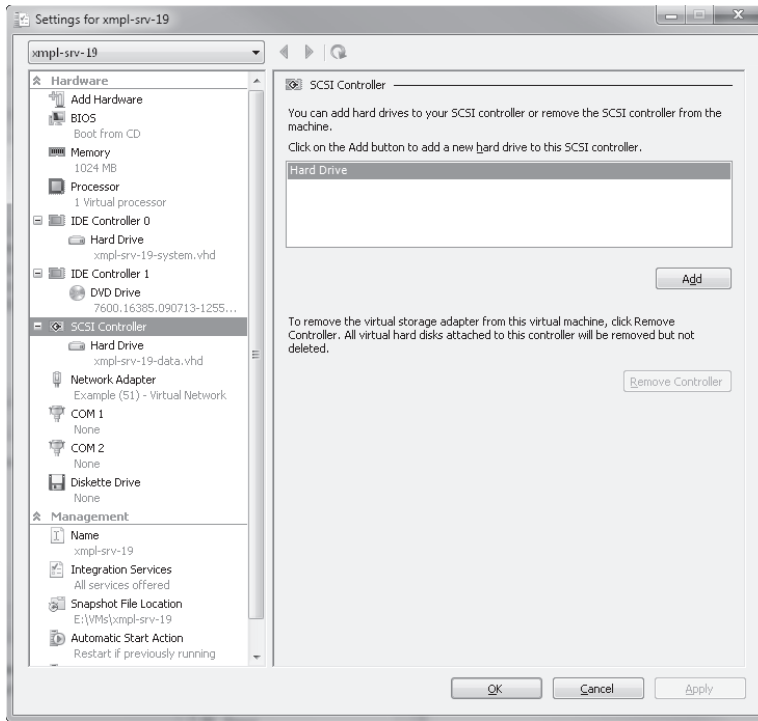 Settings for xmpl-srv-19
xmpl-srv-19
Hardware
Add Hardware
BIOS
Boot from CD
Memory
1024 MB
Processor
1 Virtual processor
IDE Controller 0
Hard Drive
xmpl-srv-19-system.vhd
IDE Controller 1
DVD Drive
7600.16385.090713-1255...
SCSI Controller
Hard Drive
xmpl-srv-19-data.vhd
Network Adapter
Example (51) - Virtual Network
COM 1
None
COM 2
None
Diskette Drive
None
Management
Name
xmpl-srv-19
Integration Services
All services offered
Snapshot File Location
E:\VMs\xmpl-srv-19
Automatic Start Action
Restart if previously running
SCSI Controller
You can add hard drives to your SCSI controller or remove the SCSI controller from the
machine.
Click on the Add button to add a new hard drive to this SCSI controller.
Hard Drive
Add
To remove the virtual storage adapter from this virtual machine, click Remove
Controller. All virtual hard disks attached to this controller will be removed but not
deleted.
Remove Controller
OK
Cancel
Apply